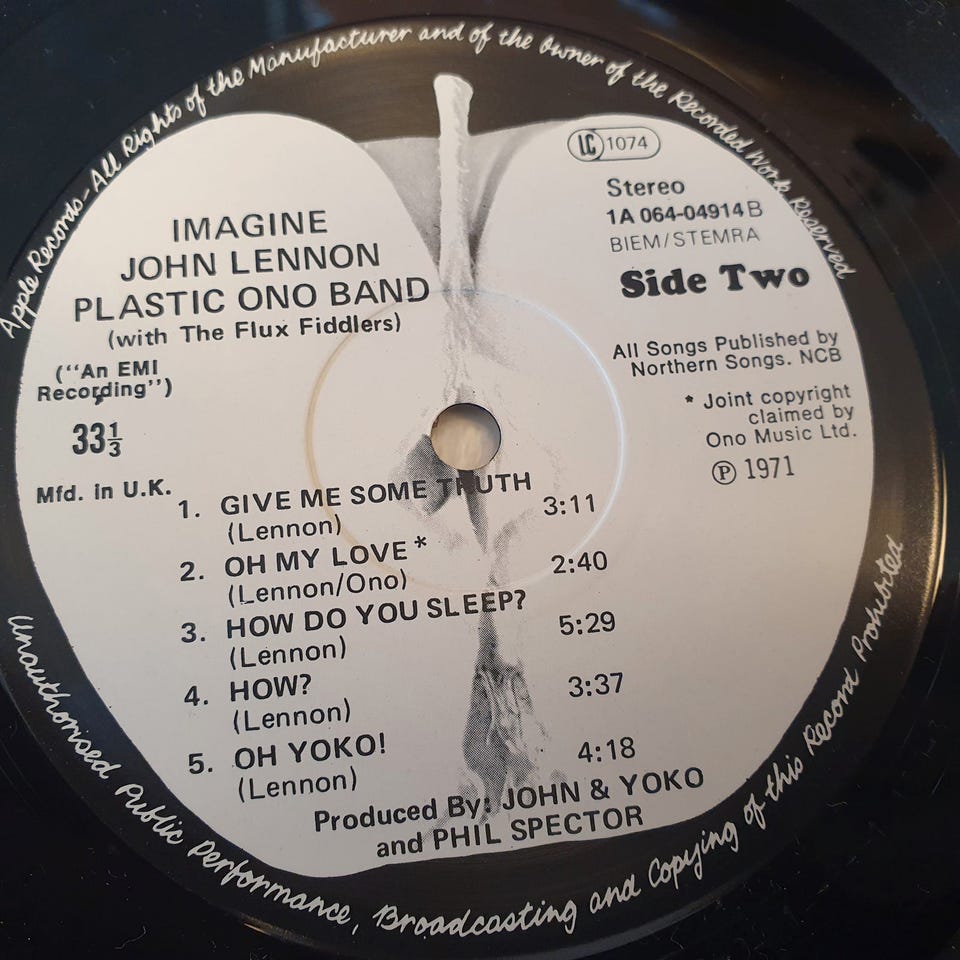 Apple Records - All Rights of the Manufacturer and of the Owner of the Recorded Work Reserved
LC 1074
Stereo
1A 064-04914 B
BIEM/STEMRA
Side Two
IMAGINE
JOHN LENNON
PLASTIC ONO BAND
(with The Flux Fiddlers)
("An EMI
Recording")
33⅓
Mfd. in U.K.
All Songs Published by
Northern Songs. NCB
* Joint copyright
claimed by
Ono Music Ltd.
℗ 1971
1. GIVE ME SOME TRUTH 3:11
(Lennon)
2. OH MY LOVE * 2:40
(Lennon/Ono)
3. HOW DO YOU SLEEP? 5:29
(Lennon)
4. HOW? 3:37
(Lennon)
5. OH YOKO! 4:18
(Lennon)
Produced By: JOHN & YOKO
and PHIL SPECTOR
Unauthorised Public Performance, Broadcasting and Copying of this Record Prohibited